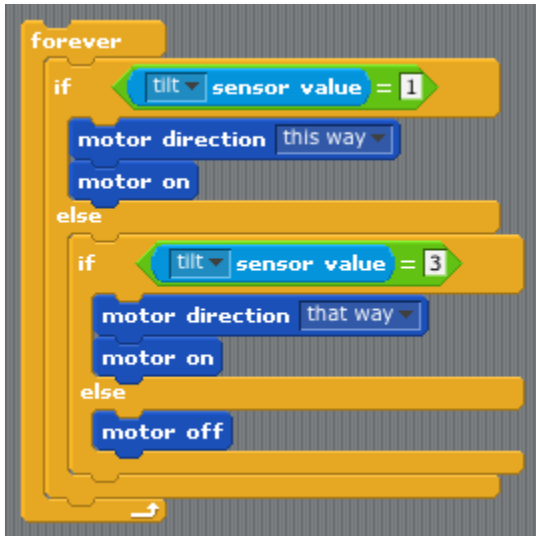 forever
if tilt sensor value = 1
motor direction this way
motor on
else
if tilt sensor value = 3
motor direction that way
motor on
else
motor off